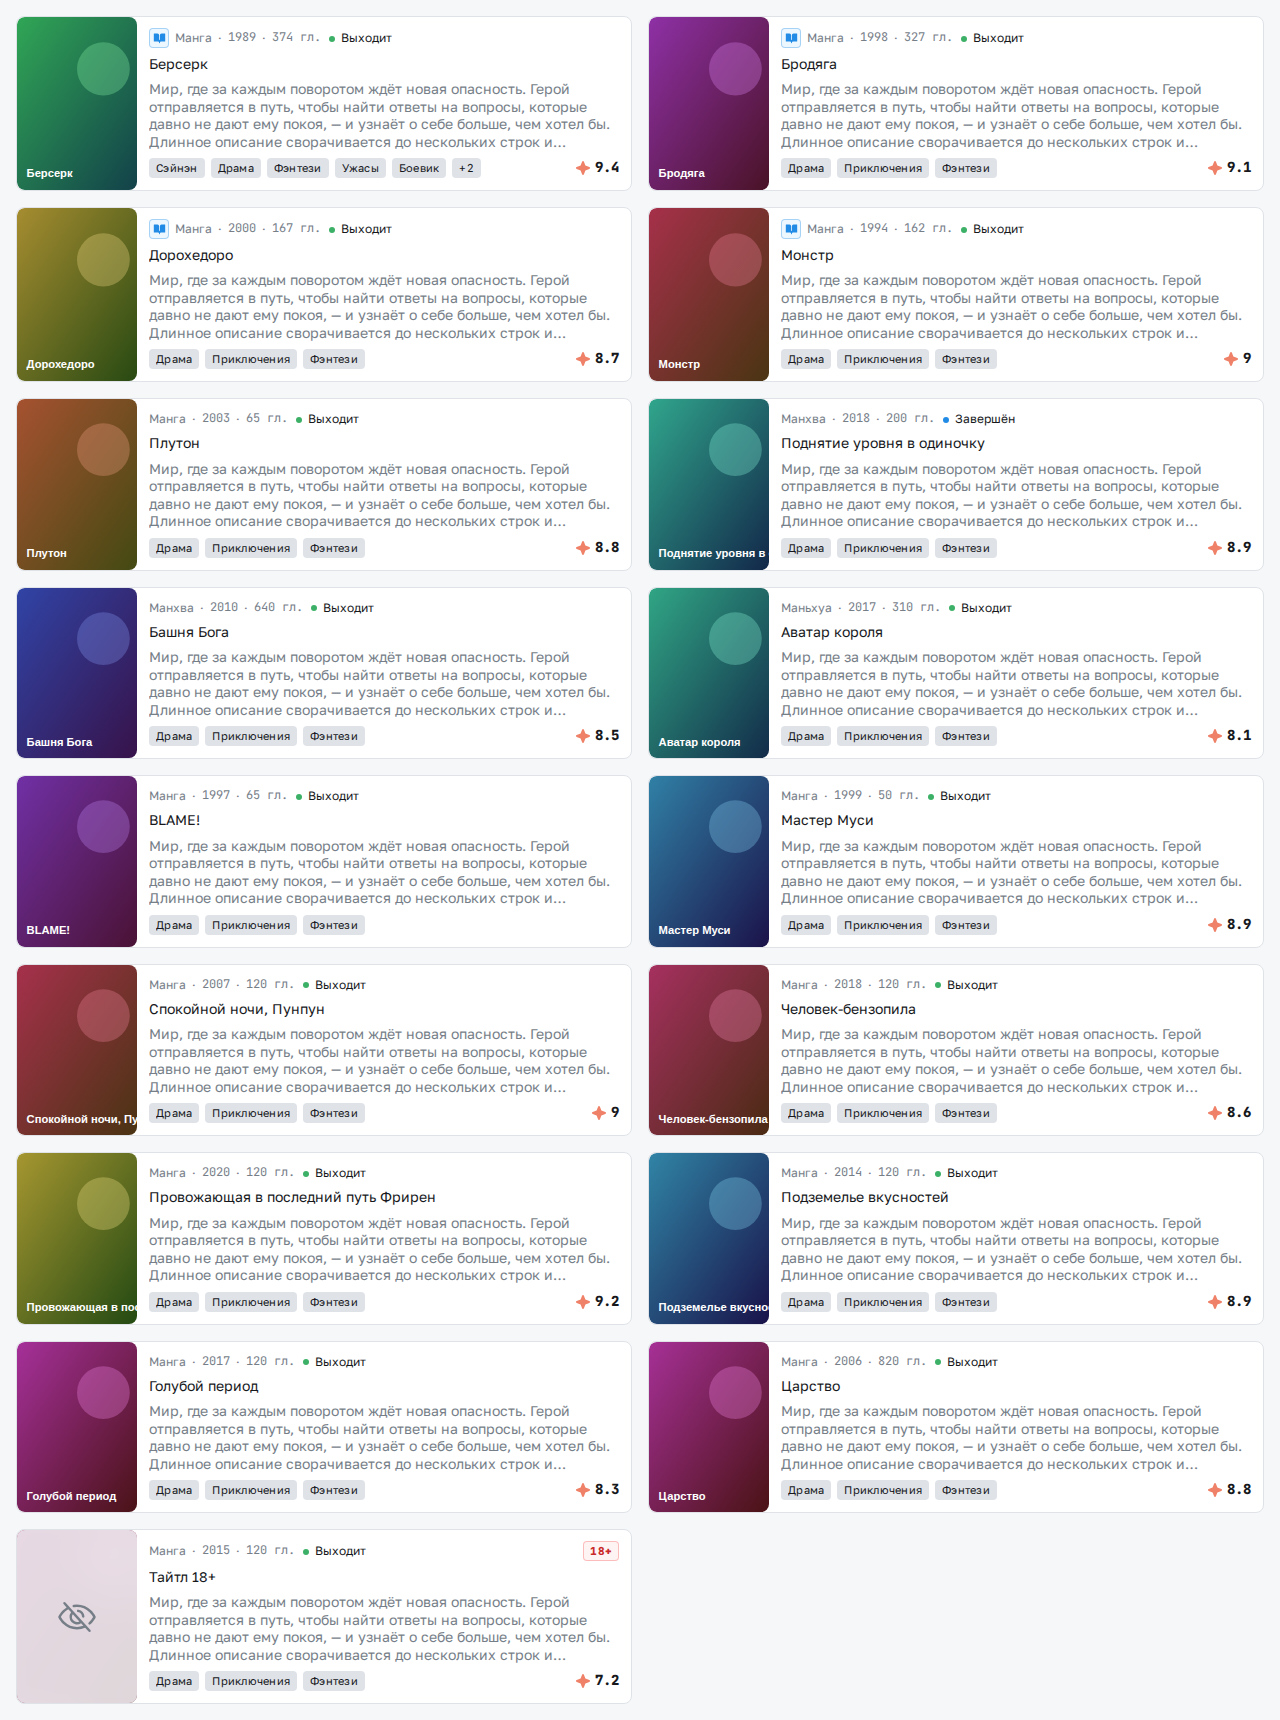 Манга · 1989 · 374 гл. Выходит
Берсерк
Мир, где за каждым поворотом ждёт новая опасность. Герой
отправляется в путь, чтобы найти ответы на вопросы, которые
давно не дают ему покоя, — и узнаёт о себе больше, чем хотел бы.
Длинное описание сворачивается до нескольких строк и…
Берсерк
Сэйнэн Драма Фэнтези Ужасы Боевик +2 9.4
Манга · 1998 · 327 гл. Выходит
Бродяга
Мир, где за каждым поворотом ждёт новая опасность. Герой
отправляется в путь, чтобы найти ответы на вопросы, которые
давно не дают ему покоя, — и узнаёт о себе больше, чем хотел бы.
Длинное описание сворачивается до нескольких строк и…
Бродяга
Драма Приключения Фэнтези 9.1
Манга · 2000 · 167 гл. Выходит
Дорохедоро
Мир, где за каждым поворотом ждёт новая опасность. Герой
отправляется в путь, чтобы найти ответы на вопросы, которые
давно не дают ему покоя, — и узнаёт о себе больше, чем хотел бы.
Длинное описание сворачивается до нескольких строк и…
Дорохедоро
Драма Приключения Фэнтези 8.7
Манга · 1994 · 162 гл. Выходит
Монстр
Мир, где за каждым поворотом ждёт новая опасность. Герой
отправляется в путь, чтобы найти ответы на вопросы, которые
давно не дают ему покоя, — и узнаёт о себе больше, чем хотел бы.
Длинное описание сворачивается до нескольких строк и…
Монстр
Драма Приключения Фэнтези 9
Манга · 2003 · 65 гл. Выходит
Плутон
Мир, где за каждым поворотом ждёт новая опасность. Герой
отправляется в путь, чтобы найти ответы на вопросы, которые
давно не дают ему покоя, — и узнаёт о себе больше, чем хотел бы.
Длинное описание сворачивается до нескольких строк и…
Плутон
Драма Приключения Фэнтези 8.8
Манхва · 2018 · 200 гл. Завершён
Поднятие уровня в одиночку
Мир, где за каждым поворотом ждёт новая опасность. Герой
отправляется в путь, чтобы найти ответы на вопросы, которые
давно не дают ему покоя, — и узнаёт о себе больше, чем хотел бы.
Длинное описание сворачивается до нескольких строк и…
Поднятие уровня в
Драма Приключения Фэнтези 8.9
Манхва · 2010 · 640 гл. Выходит
Башня Бога
Мир, где за каждым поворотом ждёт новая опасность. Герой
отправляется в путь, чтобы найти ответы на вопросы, которые
давно не дают ему покоя, — и узнаёт о себе больше, чем хотел бы.
Длинное описание сворачивается до нескольких строк и…
Башня Бога
Драма Приключения Фэнтези 8.5
Маньхуа · 2017 · 310 гл. Выходит
Аватар короля
Мир, где за каждым поворотом ждёт новая опасность. Герой
отправляется в путь, чтобы найти ответы на вопросы, которые
давно не дают ему покоя, — и узнаёт о себе больше, чем хотел бы.
Длинное описание сворачивается до нескольких строк и…
Аватар короля
Драма Приключения Фэнтези 8.1
Манга · 1997 · 65 гл. Выходит
BLAME!
Мир, где за каждым поворотом ждёт новая опасность. Герой
отправляется в путь, чтобы найти ответы на вопросы, которые
давно не дают ему покоя, — и узнаёт о себе больше, чем хотел бы.
Длинное описание сворачивается до нескольких строк и…
BLAME!
Драма Приключения Фэнтези
Манга · 1999 · 50 гл. Выходит
Мастер Муси
Мир, где за каждым поворотом ждёт новая опасность. Герой
отправляется в путь, чтобы найти ответы на вопросы, которые
давно не дают ему покоя, — и узнаёт о себе больше, чем хотел бы.
Длинное описание сворачивается до нескольких строк и…
Мастер Муси
Драма Приключения Фэнтези 8.9
Манга · 2007 · 120 гл. Выходит
Спокойной ночи, Пунпун
Мир, где за каждым поворотом ждёт новая опасность. Герой
отправляется в путь, чтобы найти ответы на вопросы, которые
давно не дают ему покоя, — и узнаёт о себе больше, чем хотел бы.
Длинное описание сворачивается до нескольких строк и…
Спокойной ночи, Пу
Драма Приключения Фэнтези 9
Манга · 2018 · 120 гл. Выходит
Человек-бензопила
Мир, где за каждым поворотом ждёт новая опасность. Герой
отправляется в путь, чтобы найти ответы на вопросы, которые
давно не дают ему покоя, — и узнаёт о себе больше, чем хотел бы.
Длинное описание сворачивается до нескольких строк и…
Человек-бензопила
Драма Приключения Фэнтези 8.6
Манга · 2020 · 120 гл. Выходит
Провожающая в последний путь Фрирен
Мир, где за каждым поворотом ждёт новая опасность. Герой
отправляется в путь, чтобы найти ответы на вопросы, которые
давно не дают ему покоя, — и узнаёт о себе больше, чем хотел бы.
Длинное описание сворачивается до нескольких строк и…
Провожающая в пос
Драма Приключения Фэнтези 9.2
Манга · 2014 · 120 гл. Выходит
Подземелье вкусностей
Мир, где за каждым поворотом ждёт новая опасность. Герой
отправляется в путь, чтобы найти ответы на вопросы, которые
давно не дают ему покоя, — и узнаёт о себе больше, чем хотел бы.
Длинное описание сворачивается до нескольких строк и…
Подземелье вкусно
Драма Приключения Фэнтези 8.9
Манга · 2017 · 120 гл. Выходит
Голубой период
Мир, где за каждым поворотом ждёт новая опасность. Герой
отправляется в путь, чтобы найти ответы на вопросы, которые
давно не дают ему покоя, — и узнаёт о себе больше, чем хотел бы.
Длинное описание сворачивается до нескольких строк и…
Голубой период
Драма Приключения Фэнтези 8.3
Манга · 2006 · 820 гл. Выходит
Царство
Мир, где за каждым поворотом ждёт новая опасность. Герой
отправляется в путь, чтобы найти ответы на вопросы, которые
давно не дают ему покоя, — и узнаёт о себе больше, чем хотел бы.
Длинное описание сворачивается до нескольких строк и…
Царство
Драма Приключения Фэнтези 8.8
Манга · 2015 · 120 гл. Выходит 18+
Тайтл 18+
Мир, где за каждым поворотом ждёт новая опасность. Герой
отправляется в путь, чтобы найти ответы на вопросы, которые
давно не дают ему покоя, — и узнаёт о себе больше, чем хотел бы.
Длинное описание сворачивается до нескольких строк и…
Драма Приключения Фэнтези 7.2